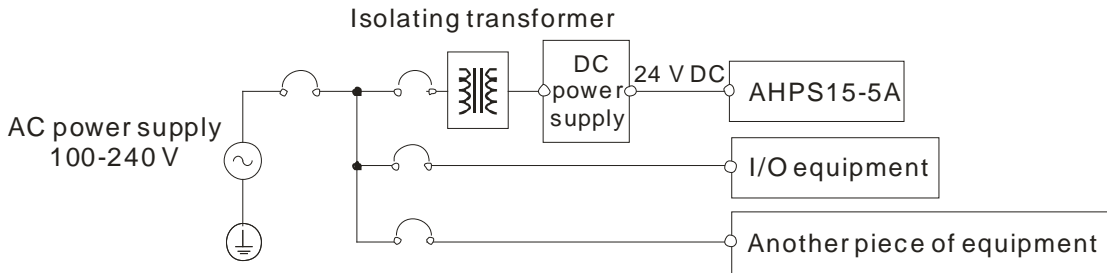 Isolating transformer
AC power supply
100-240 V
DC
power
supply
24 V DC
AHPS15-5A
I/O equipment
Another piece of equipment